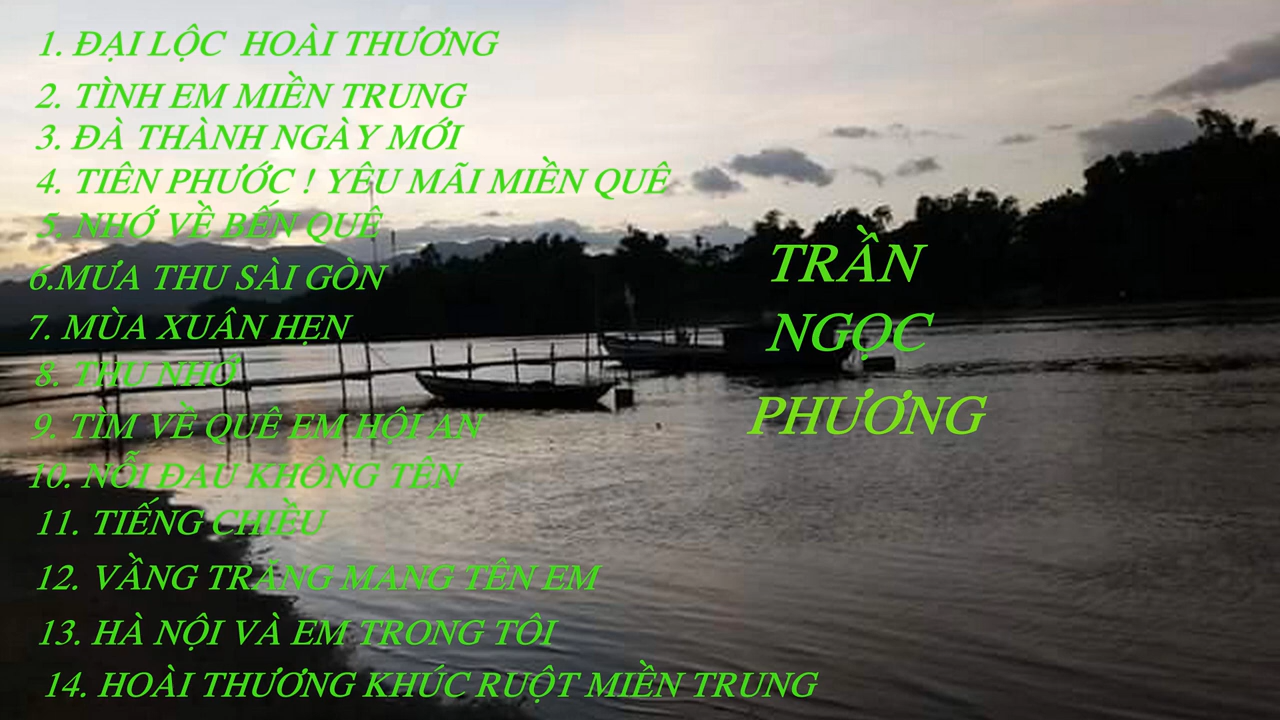 1. ĐẠI LỘC HOÀI THƯƠNG
2. TÌNH EM MIỀN TRUNG
3. ĐÀ THÀNH NGÀY MỚI
4. TIÊN PHƯỚC ! YÊU MÃI MIỀN QUÊ
5. NHỚ VỀ BẾN QUÊ
6.MƯA THU SÀI GÒN
7. MÙA XUÂN HẸN
8. THU NHỚ
9. TÌM VỀ QUÊ EM HỘI AN
10. NỖI ĐAU KHÔNG TÊN
11. TIẾNG CHIỀU
12. VẦNG TRĂNG MANG TÊN EM
13. HÀ NỘI VÀ EM TRONG TÔI
14. HOÀI THƯƠNG KHÚC RUỘT MIỀN TRUNG
TRẦN
NGỌC
PHƯƠNG